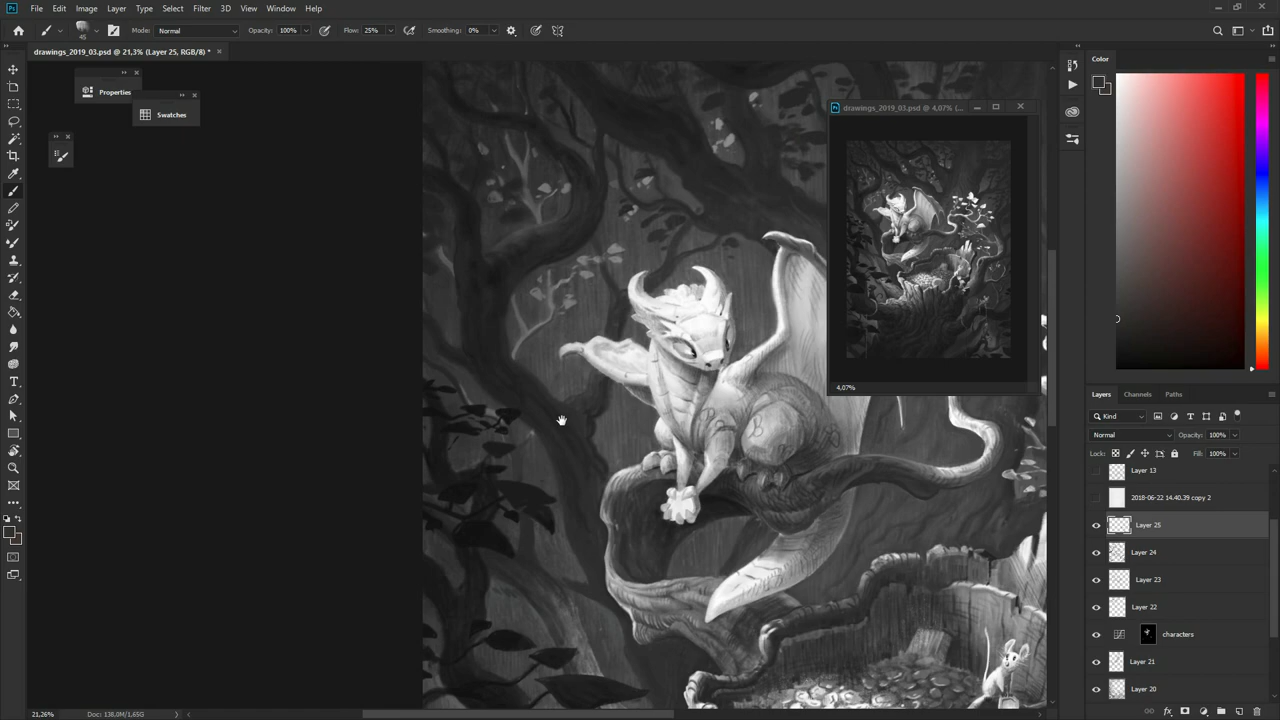 File Edit Image Layer Type Select Filter 3D View Window Help
45 Mode: Normal Opacity: 100% Flow: 25% Smoothing: 0%
drawings_2019_03.psd @ 21,3% (Layer 25, RGB/8) *
Properties
Swatches
drawings_2019_03.psd @ 4,07% (...
4,07%
Color
Layers Channels Paths
Kind
Normal Opacity: 100%
Lock: Fill: 100%
Layer 13
2018-06-22 14.40.39 copy 2
Layer 25
Layer 24
Layer 23
Layer 22
characters
Layer 21
Layer 20
21,26% Doc: 138,0M/1,65G